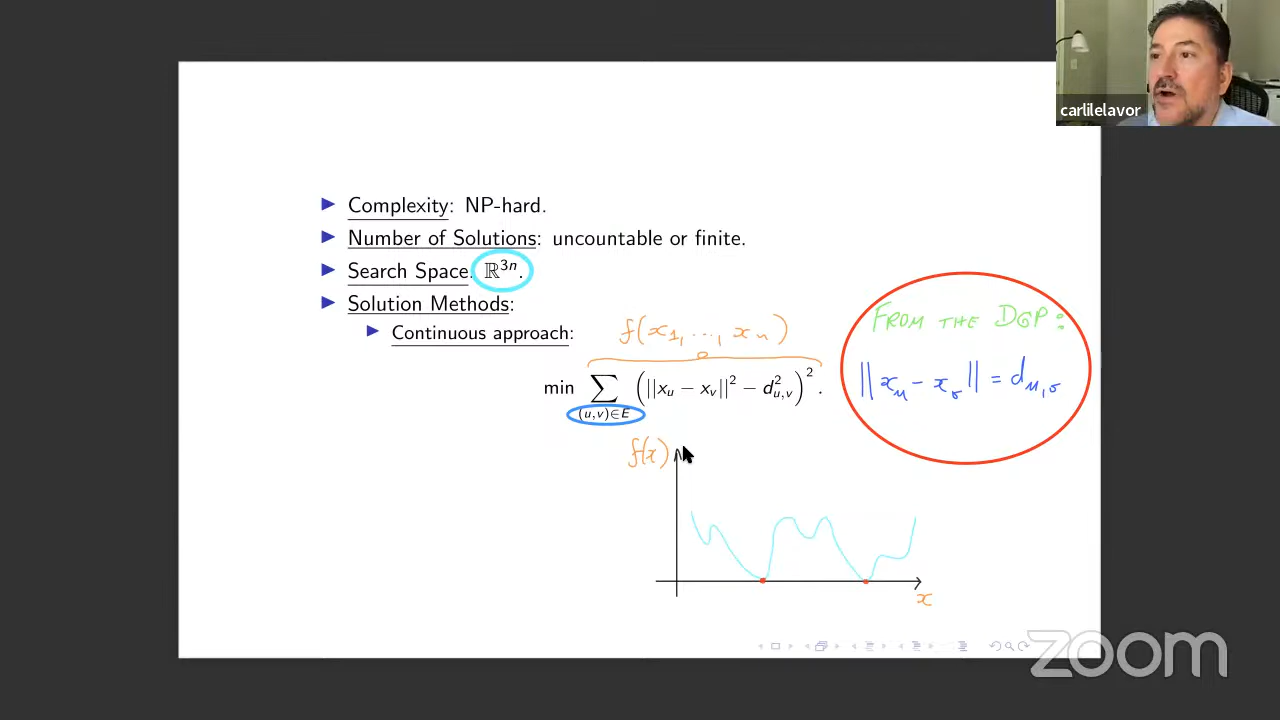 carlilelavor
Complexity: NP-hard.
Number of Solutions: uncountable or finite.
Search Space: ℝ³ⁿ.
Solution Methods:
Continuous approach:
f(x₁, ..., xₙ)
min ∑ (||xᵤ − xᵥ||² − d²ᵤ,ᵥ)².
(u,v)∈E
FROM THE DGP:
||xᵤ − xᵥ|| = dᵤ,ᵥ
f(x)
x
zoom